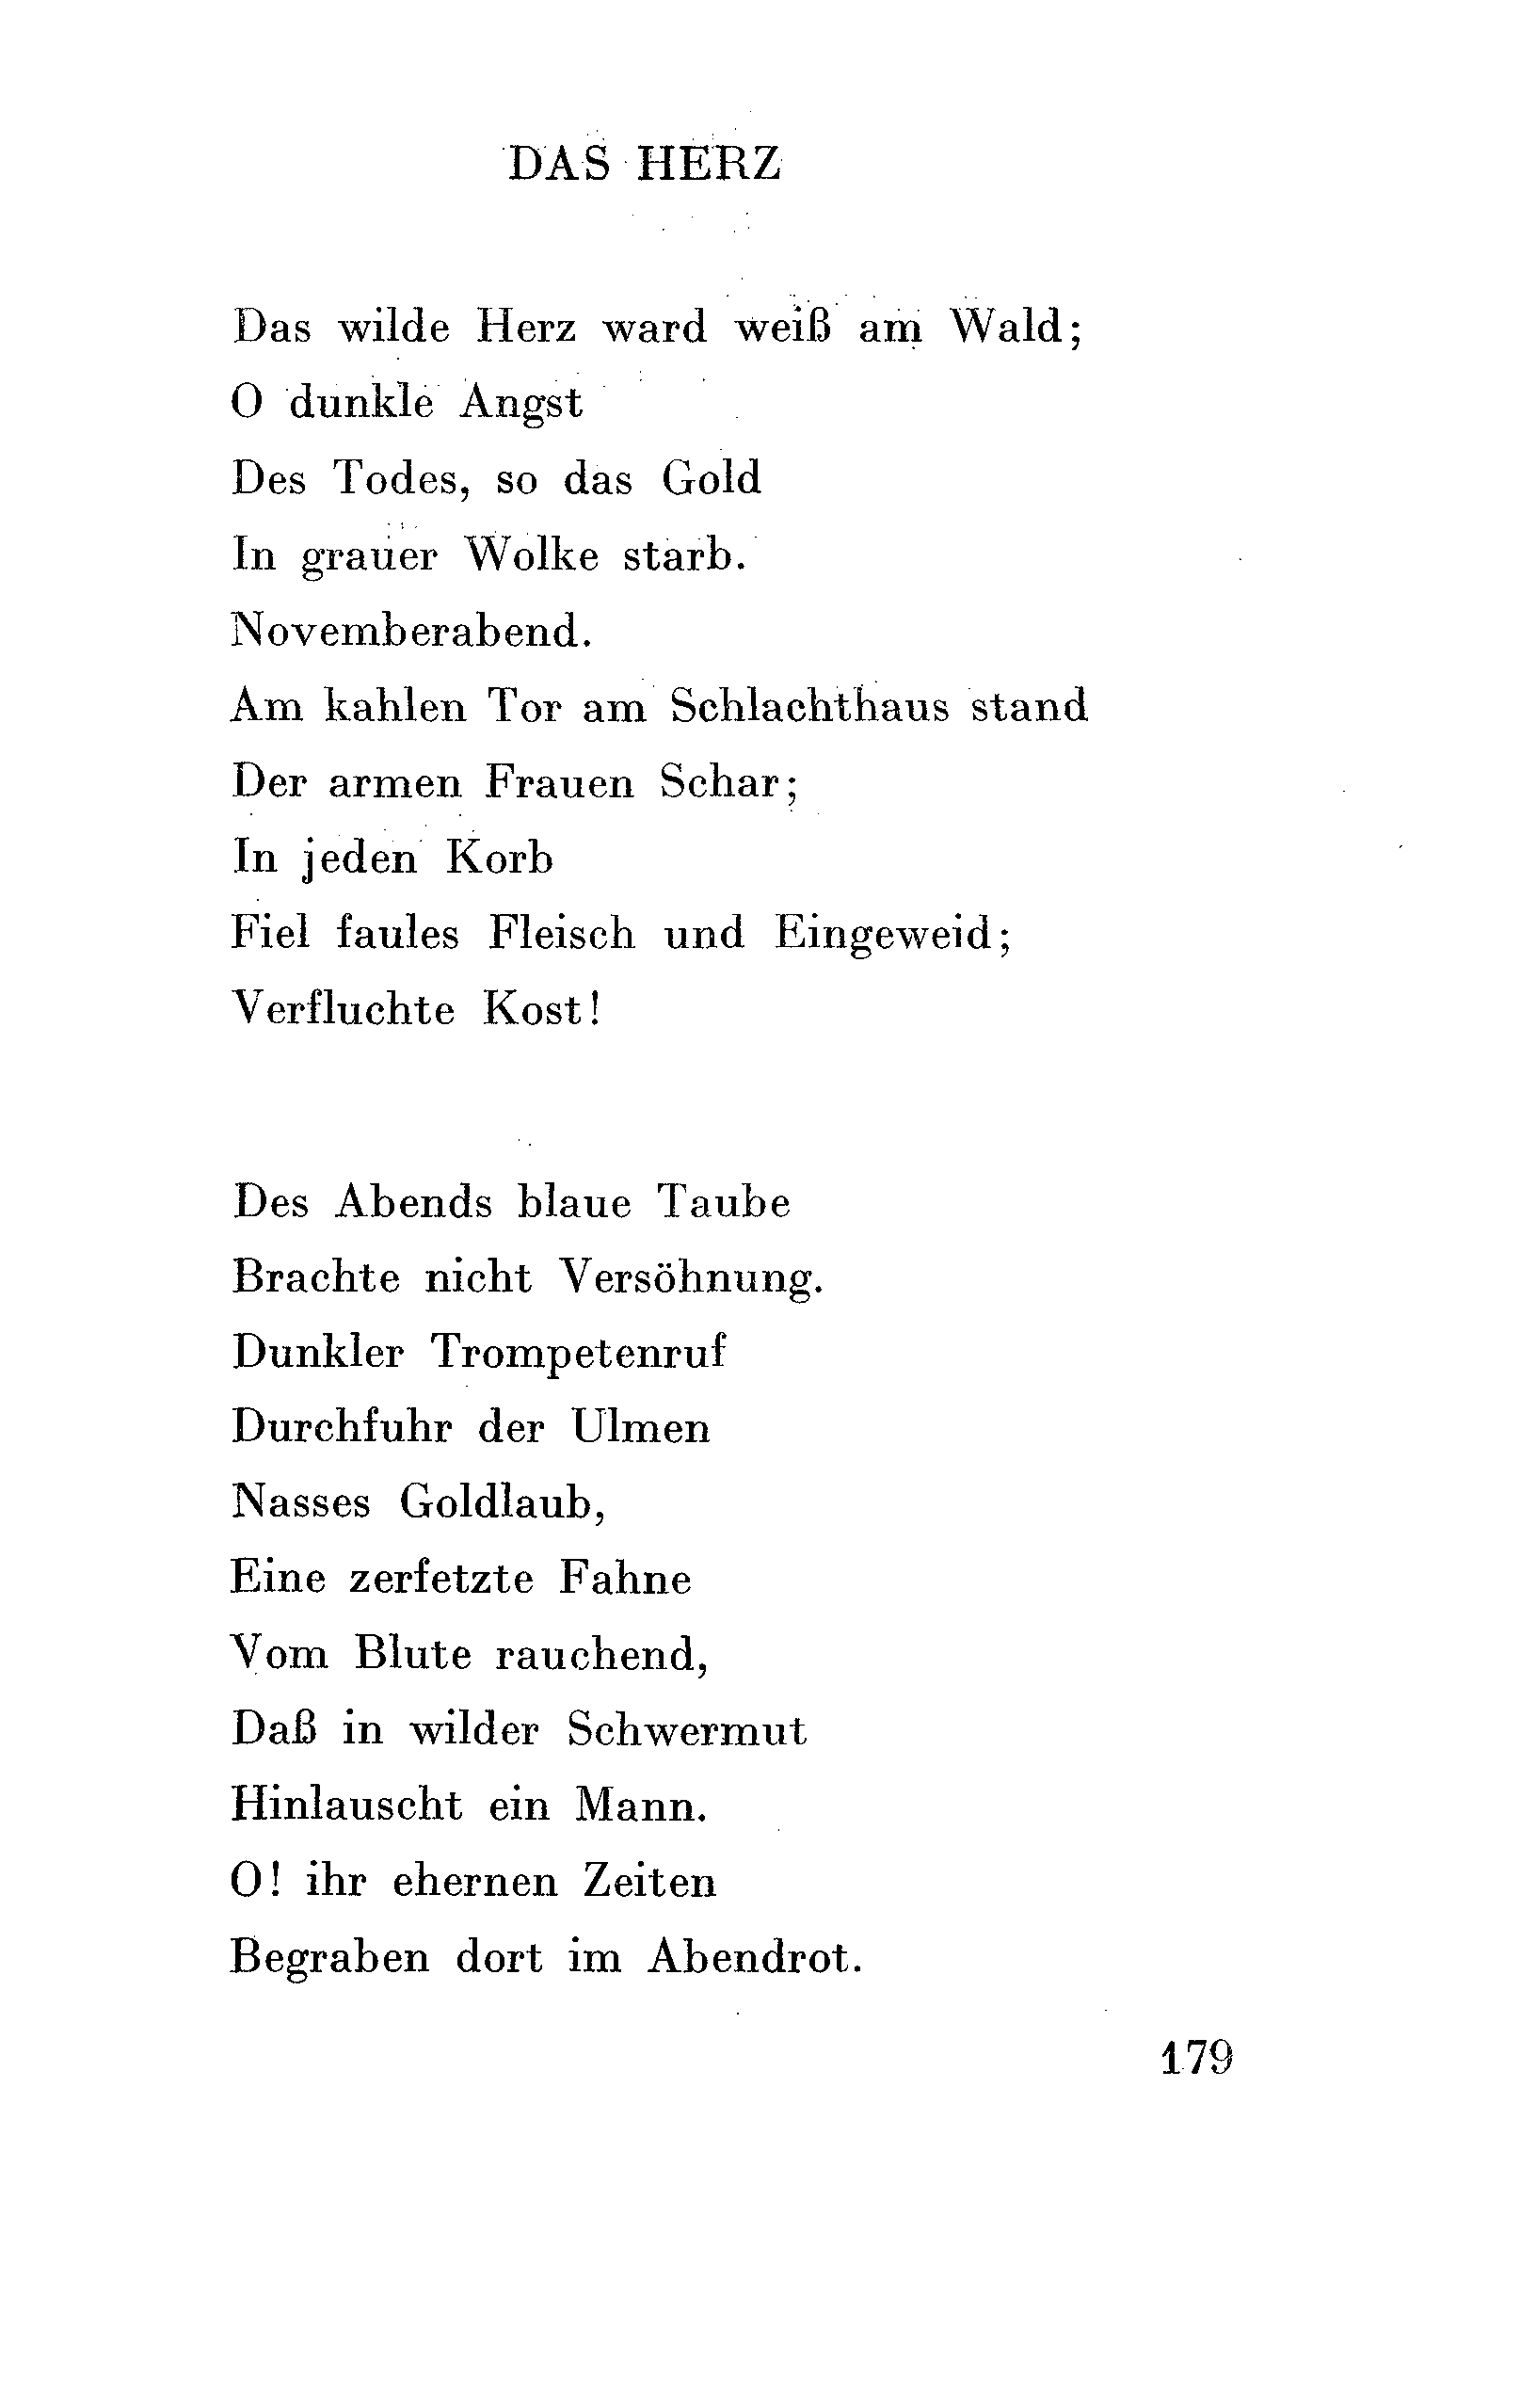 DAS HERZ
Das wilde Herz ward weiß am Wald;
O dunkle Angst
Des Todes, so das Gold
In grauer Wolke starb.
Novemberabend.
Am kahlen Tor am Schlachthaus stand
Der armen Frauen Schar;
In jeden Korb
Fiel faules Fleisch und Eingeweid;
Verfluchte Kost!
Des Abends blaue Taube
Brachte nicht Versöhnung.
Dunkler Trompetenruf
Durchfuhr der Ulmen
Nasses Goldlaub,
Eine zerfetzte Fahne
Vom Blute rauchend,
Daß in wilder Schwermut
Hinlauscht ein Mann.
O! ihr ehernen Zeiten
Begraben dort im Abendrot.
179